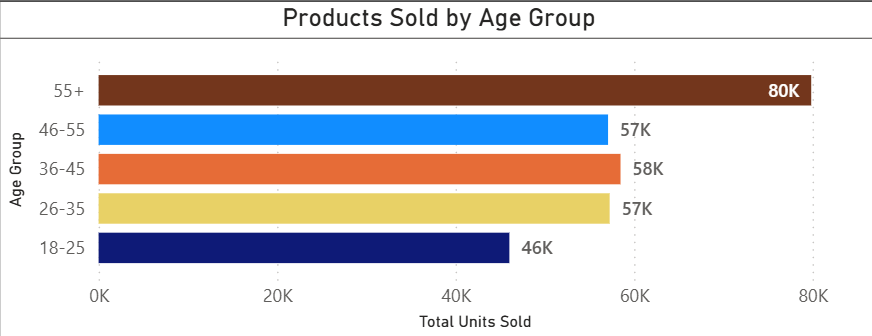 Products Sold by Age Group
Age Group
55+ 80K
46-55 57K
36-45 58K
26-35 57K
18-25 46K
0K 20K 40K 60K 80K
Total Units Sold